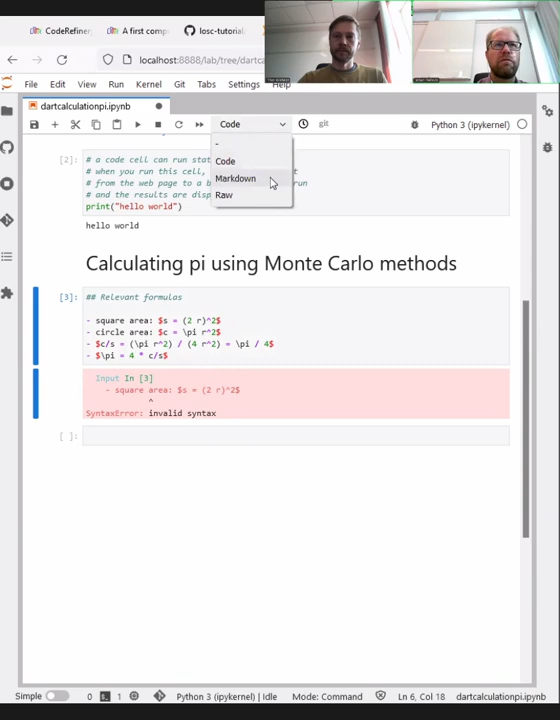 CodeRefiner
A first comp
losc-tutorial
localhost:8888/lab/tree/dartca
File Edit View Run Kernel Git Tabs Settings Help
dartcalculationpi.ipynb
Code
git
Python 3 (ipykernel)
-
Code
Markdown
Raw
[2]:
# a code cell can run stat
# when you run this cell,
# from the web page to a b
# and the results are disp
print("hello world")
hello world
Calculating pi using Monte Carlo methods
[3]:
## Relevant formulas
- square area: $s = (2 r)^2$
- circle area: $c = \pi r^2$
- $c/s = (\pi r^2) / (4 r^2) = \pi / 4$
- $\pi = 4 * c/s$
Input In [3]
- square area: $s = (2 r)^2$
^
SyntaxError: invalid syntax
[ ]:
Simple 0 1 Python 3 (ipykernel) | Idle Mode: Command Ln 6, Col 18 dartcalculationpi.ipynb